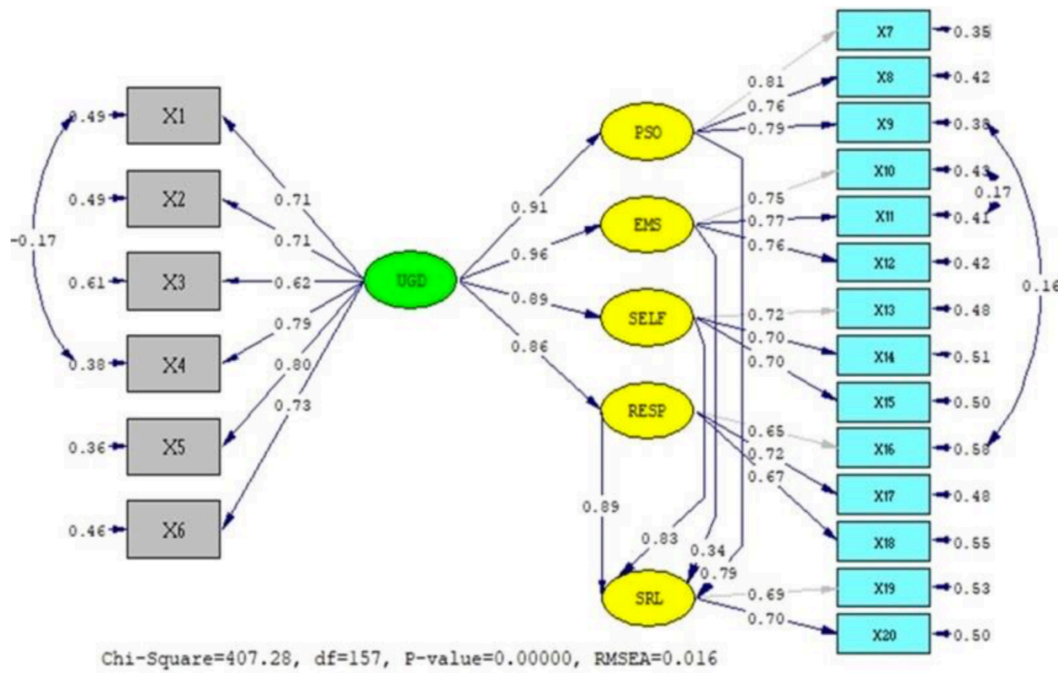 X7
0.35
X8
0.42
X9
0.38
X10
0.43
0.17
X11
0.41
X12
0.42
X13
0.48
X14
0.51
X15
0.50
X16
0.58
X17
0.48
X18
0.55
X19
0.53
X20
0.50
0.16
0.81
0.76
0.79
0.75
0.77
0.76
0.72
0.70
0.70
0.65
0.72
0.67
0.69
0.70
PSO
EMS
SELF
RESP
SRL
0.91
0.96
0.89
0.86
0.89
0.83
0.34
0.79
UGD
0.71
0.71
0.62
0.79
0.80
0.73
0.49
X1
0.49
X2
-0.17
0.61
X3
0.38
X4
0.36
X5
0.46
X6
Chi-Square=407.28, df=157, P-value=0.00000, RMSEA=0.016